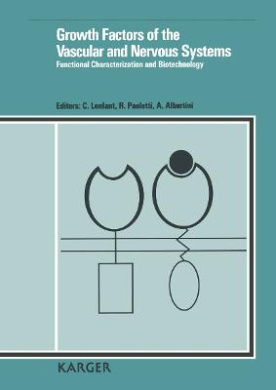 Growth Factors of the
Vascular and Nervous Systems
Functional Characterization and Biotechnology
Editors: C. Lenfant, R. Paoletti, A. Albertini
KARGER